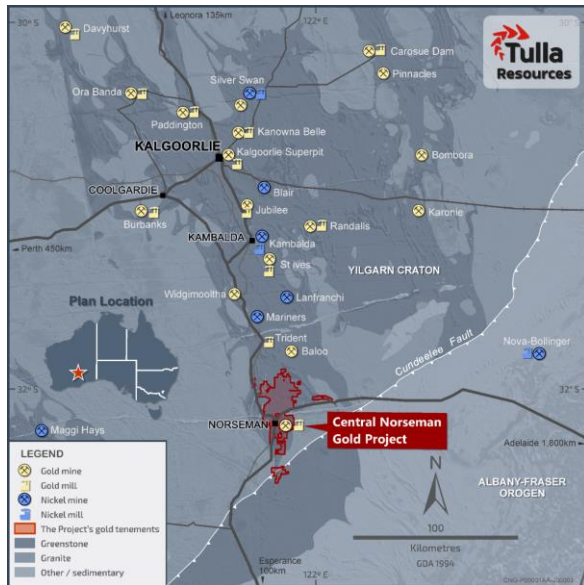 30° S
Leonora 135km
122° E
30° S
Davyhurst
Carosue Dam
Tulla
Resources
Pinnacles
Silver Swan
Ora Banda
Paddington
Kanowna Belle
KALGOORLIE
Kalgoorlie Superpit
Bombora
Blair
COOLGARDIE
Jubilee
Karonie
Burbanks
Randalls
KAMBALDA
Kambalda
Perth 450km
St Ives
YILGARN CRATON
Widgimooltha
Lanfranchi
Plan Location
Mariners
Trident
Baloo
Cundeelee Fault
Nova-Bollinger
32° S
32° S
NORSEMAN
Central Norseman
Gold Project
Maggi Hays
Adelaide 1,800km
LEGEND
Gold mine
Gold mill
Nickel mine
Nickel mill
The Project's gold tenements
Greenstone
Granite
Other / sedimentary
N
ALBANY-FRASER
OROGEN
100
Kilometres
GDA 1994
Esperance
100km
122° E